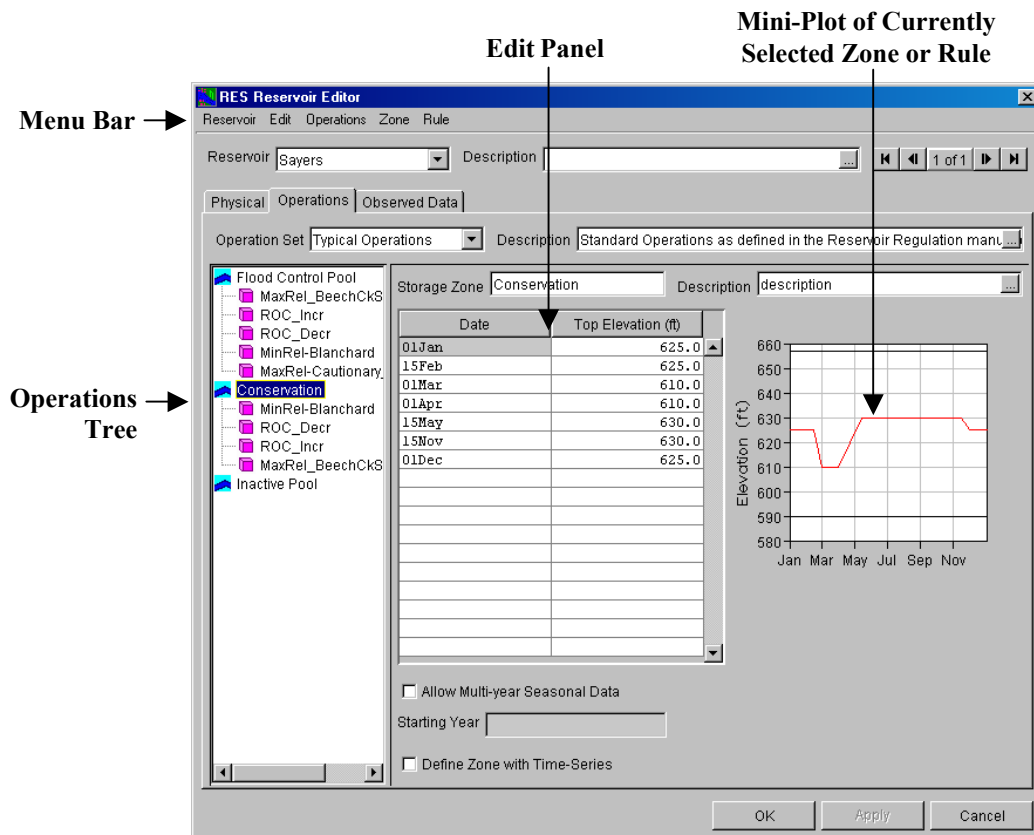 Mini-Plot of Currently
Selected Zone or Rule
Edit Panel
Menu Bar
Operations
Tree
RES Reservoir Editor
Reservoir Edit Operations Zone Rule
Reservoir Sayers Description ... 1 of 1
Physical Operations Observed Data
Operation Set Typical Operations Description Standard Operations as defined in the Reservoir Regulation manu ...
Flood Control Pool
MaxRel_BeechCkS
ROC_Incr
ROC_Decr
MinRel-Blanchard
MaxRel-Cautionary_
Conservation
MinRel-Blanchard
ROC_Decr
ROC_Incr
MaxRel_BeechCkS
Inactive Pool
Storage Zone Conservation Description description ...
Date Top Elevation (ft)
01Jan 625.0
15Feb 625.0
01Mar 610.0
01Apr 610.0
15May 630.0
15Nov 630.0
01Dec 625.0
Elevation (ft)
660
650
640
630
620
610
600
590
580
Jan Mar May Jul Sep Nov
Allow Multi-year Seasonal Data
Starting Year
Define Zone with Time-Series
OK Apply Cancel